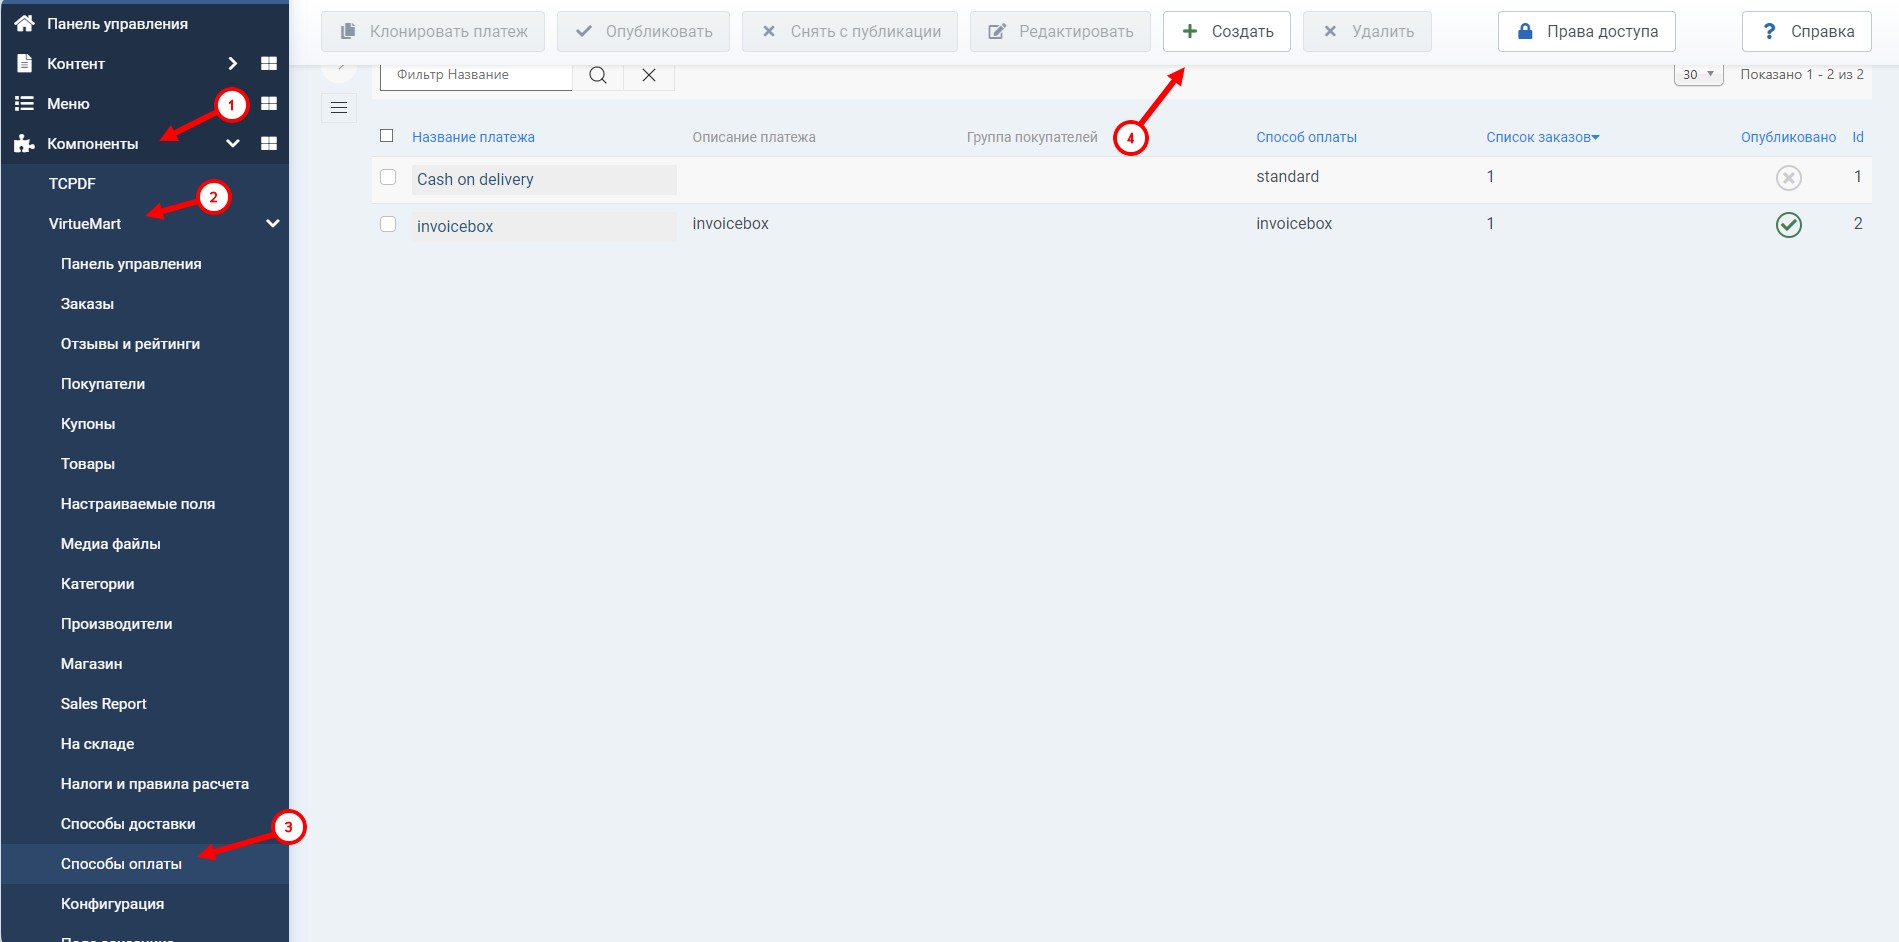 Панель управления
Контент
Меню
1
Компоненты
TCPDF
2
VirtueMart
Панель управления
Заказы
Отзывы и рейтинги
Покупатели
Купоны
Товары
Настраиваемые поля
Медиа файлы
Категории
Производители
Магазин
Sales Report
На складе
Налоги и правила расчета
Способы доставки
3
Способы оплаты
Конфигурация
Клонировать платеж Опубликовать Снять с публикации Редактировать Создать Удалить Права доступа ? Справка
Фильтр Название 30 Показано 1 - 2 из 2
4
Название платежа Описание платежа Группа покупателей Способ оплаты Список заказов Опубликовано Id
Cash on delivery standard 1 1
invoicebox invoicebox invoicebox 1 2